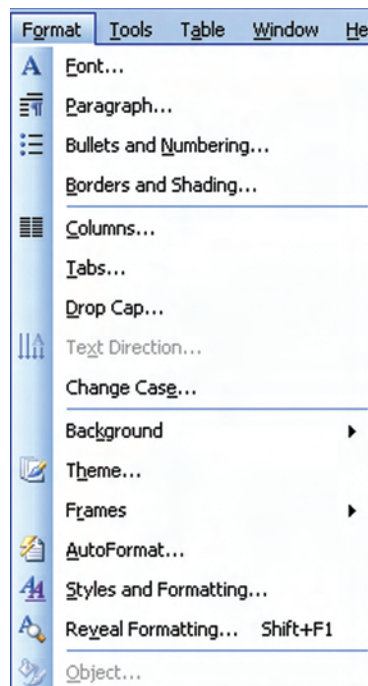 Format Tools Table Window He
Font...
Paragraph...
Bullets and Numbering...
Borders and Shading...
Columns...
Tabs...
Drop Cap...
Text Direction...
Change Case...
Background
Theme...
Frames
AutoFormat...
Styles and Formatting...
Reveal Formatting... Shift+F1
Object...